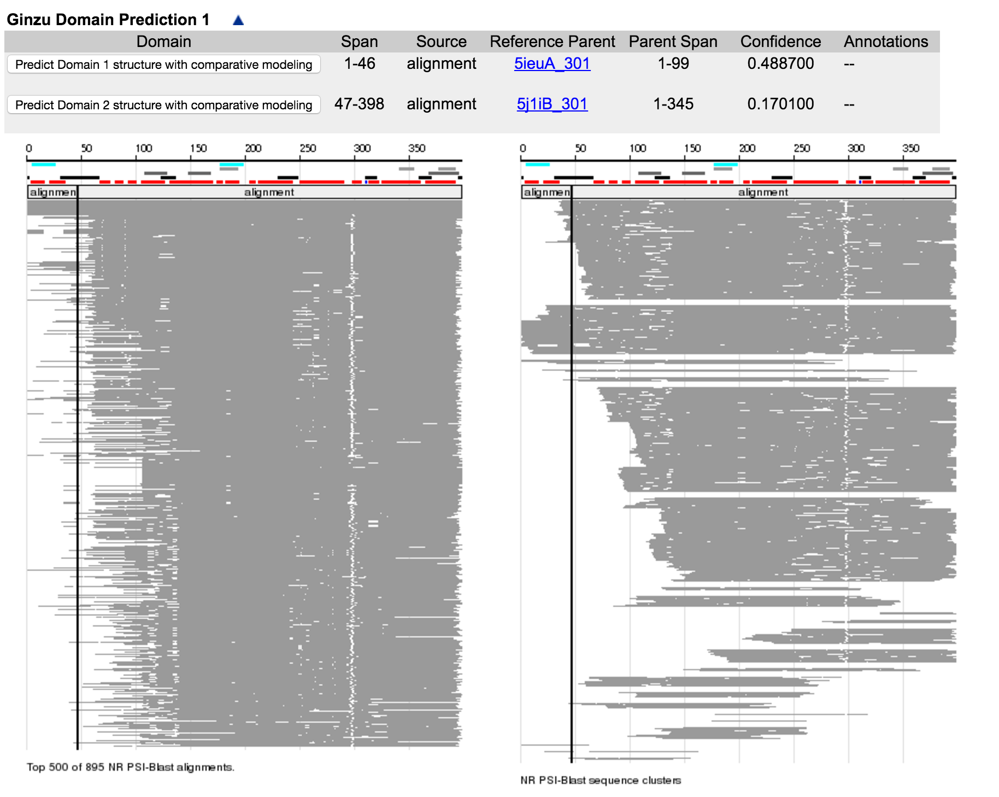 Ginzu Domain Prediction 1
Domain Span Source Reference Parent Parent Span Confidence Annotations
Predict Domain 1 structure with comparative modeling 1-46 alignment 5ieuA_301 1-99 0.488700 --
Predict Domain 2 structure with comparative modeling 47-398 alignment 5j1iB_301 1-345 0.170100 --
0 50 100 150 200 250 300 350 0 50 100 150 200 250 300 350
alignmen alignment alignmen alignment
Top 500 of 895 NR PSI-Blast alignments.
NR PSI-Blast sequence clusters